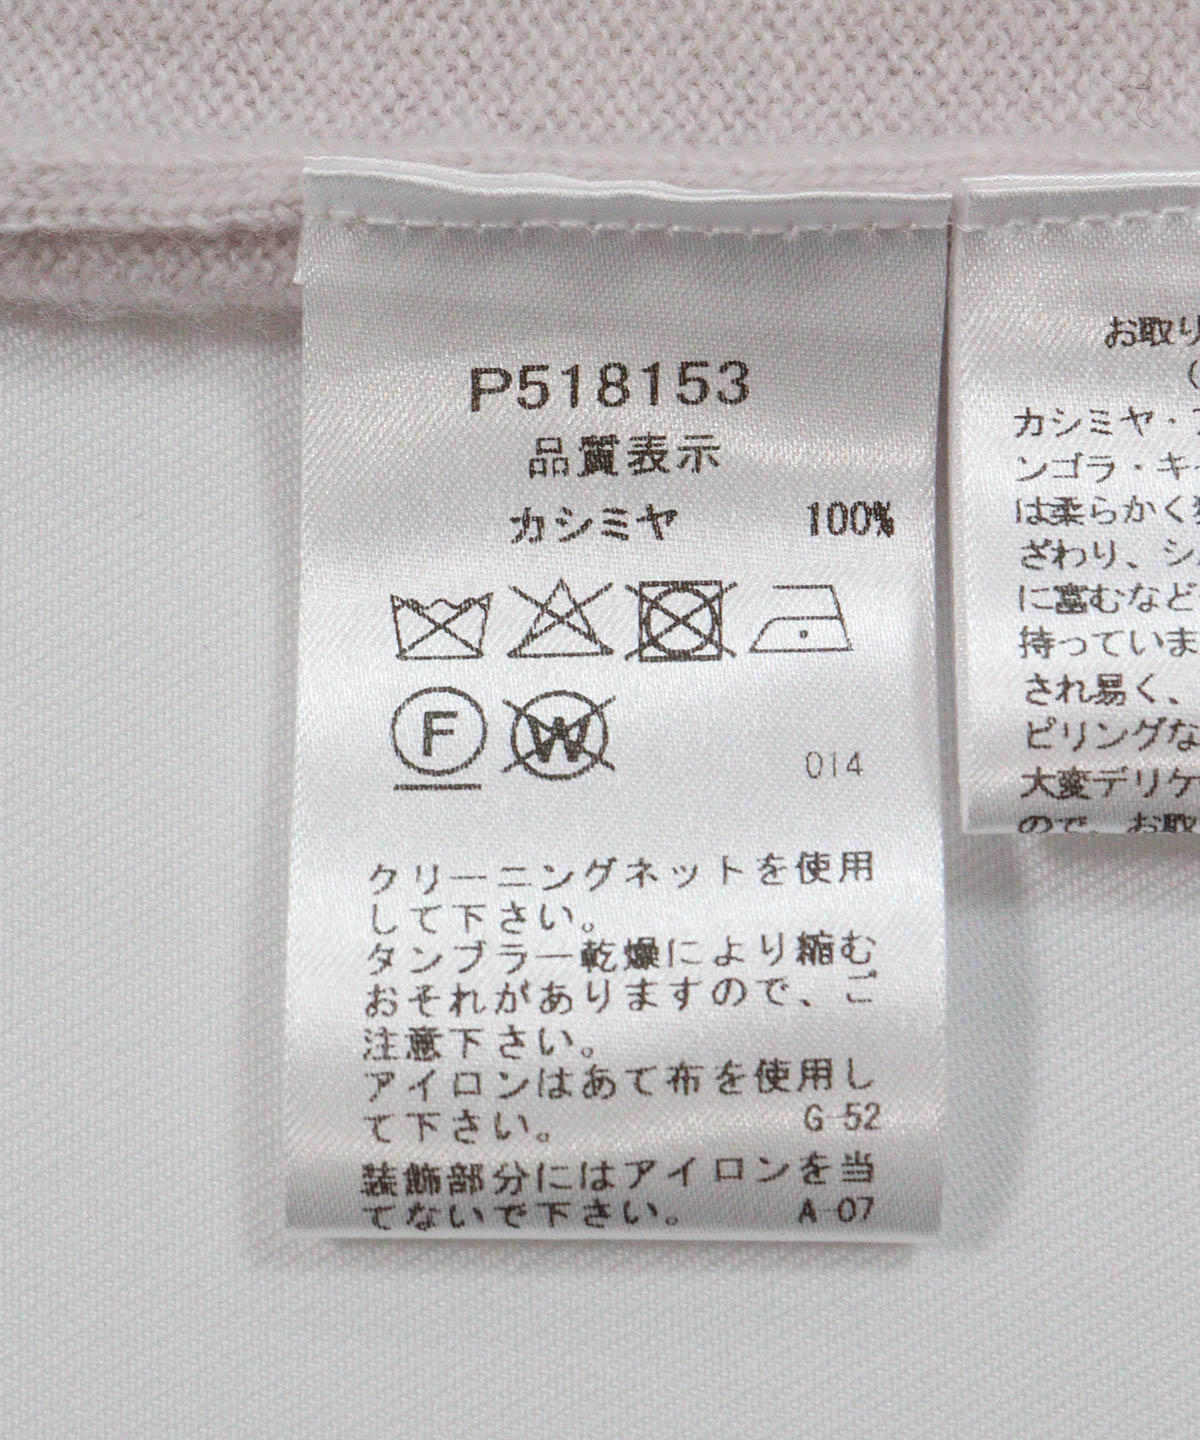 P518153
品質表示
カシミヤ 100%
F W
014
クリーニングネットを使用
して下さい。
タンブラー乾燥により縮む
おそれがありますので、ご
注意下さい。
アイロンはあて布を使用し
て下さい。 G-52
装飾部分にはアイロンを当
てないで下さい。 A-07
お取り
(
カシミヤ・
ンゴラ・キ
は柔らかく
ざわり、シ
に富むなど
持っていま
され易く、
ピリングな
大変デリケ
ので、お取